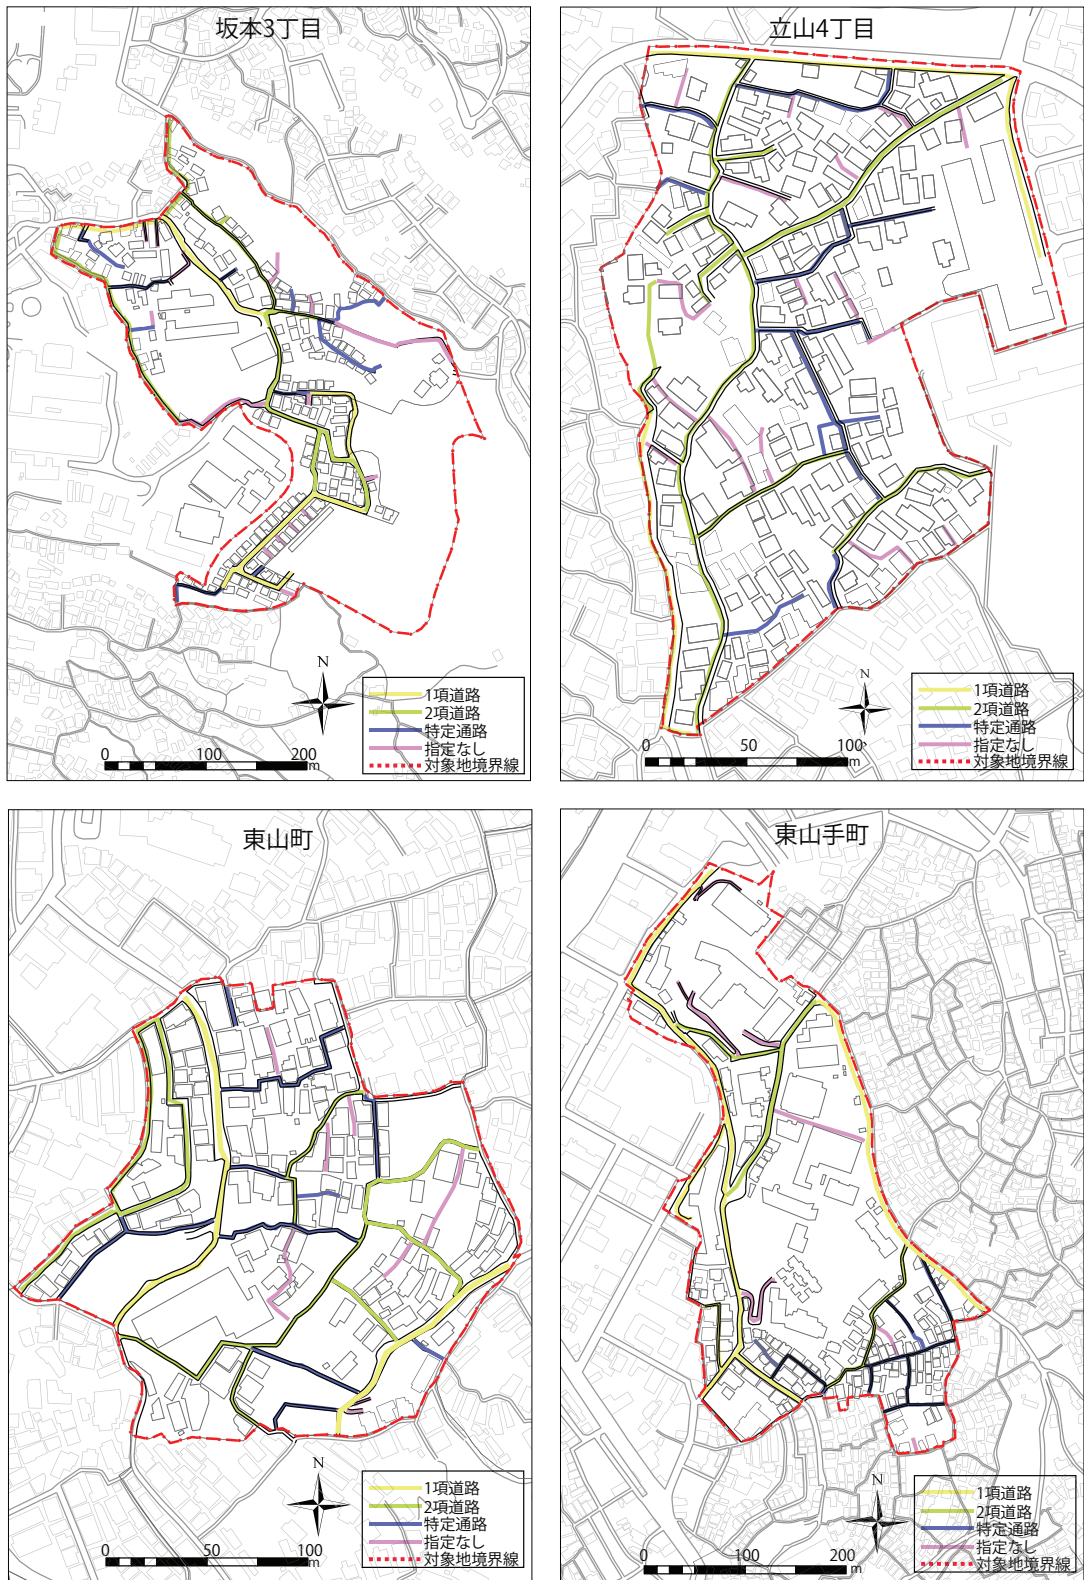 坂本3丁目
N
1項道路
2項道路
特定通路
指定なし
対象地境界線
0 100 200
m
立山4丁目
N
1項道路
2項道路
特定通路
指定なし
対象地境界線
0 50 100
m
東山町
N
1項道路
2項道路
特定通路
指定なし
対象地境界線
0 50 100
m
東山手町
N
1項道路
2項道路
特定通路
指定なし
対象地境界線
0 100 200
m